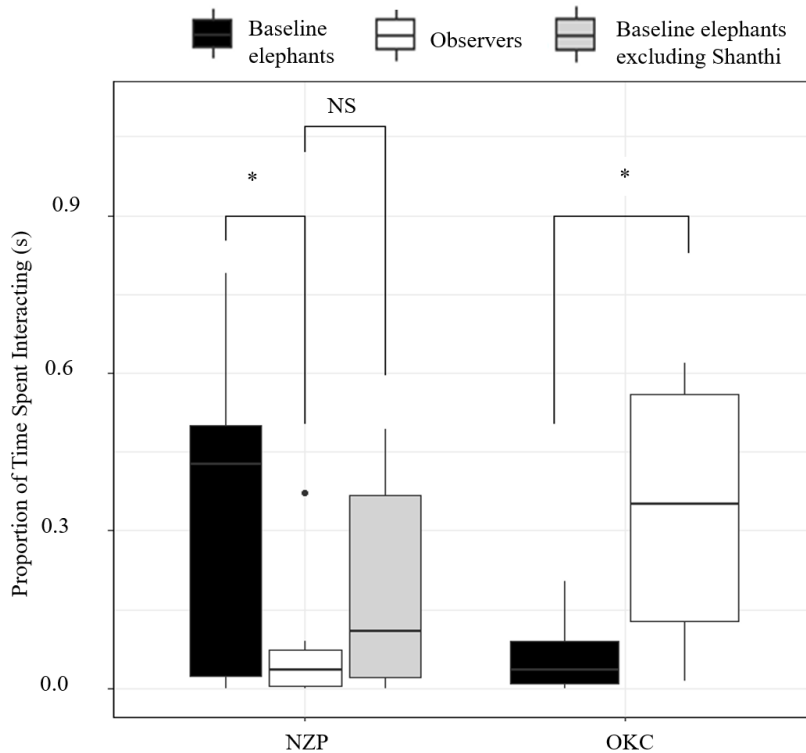 Baseline
elephants
Observers
Baseline elephants
excluding Shanthi
NS
*
*
0.9
0.6
0.3
0.0
Proportion of Time Spent Interacting (s)
NZP
OKC